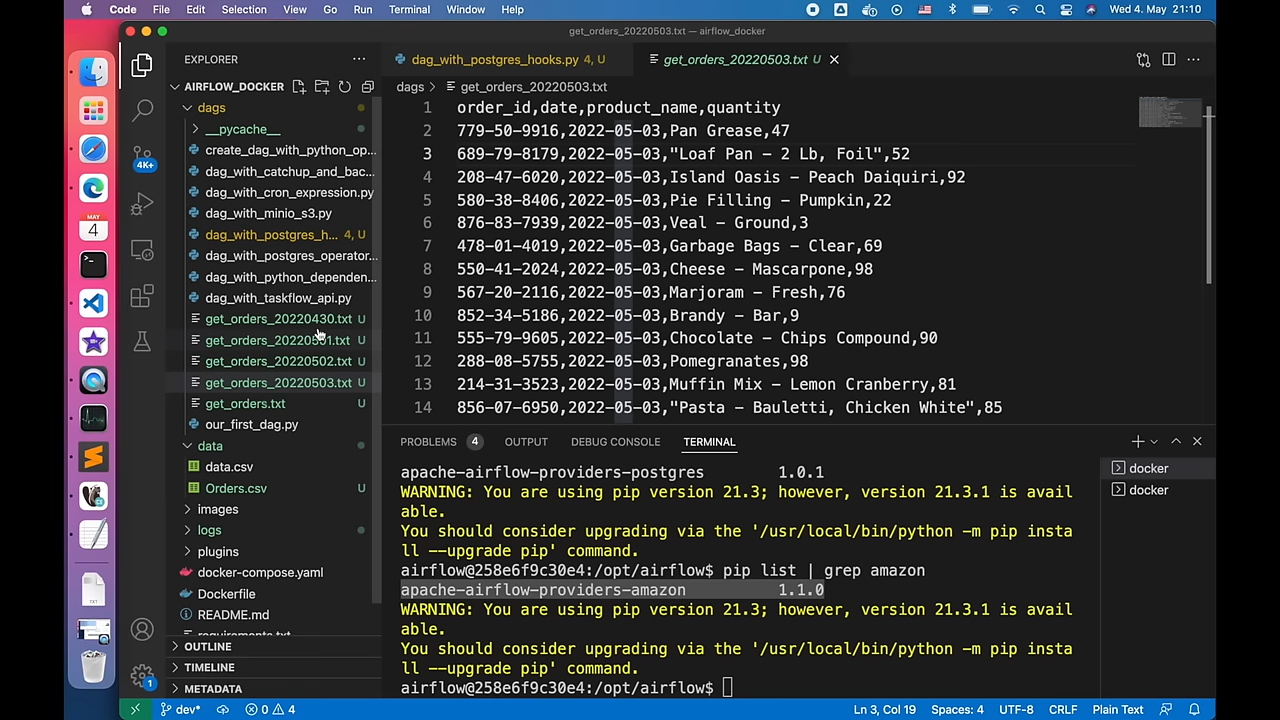 Code File Edit Selection View Go Run Terminal Window Help Wed 4. May 21:10
get_orders_20220503.txt — airflow_docker
EXPLORER
AIRFLOW_DOCKER
dags
__pycache__
create_dag_with_python_op...
dag_with_catchup_and_bac...
dag_with_cron_expression.py
dag_with_minio_s3.py
dag_with_postgres_h... 4, U
dag_with_postgres_operator...
dag_with_python_dependen...
dag_with_taskflow_api.py
get_orders_20220430.txt U
get_orders_20220501.txt U
get_orders_20220502.txt U
get_orders_20220503.txt U
get_orders.txt U
our_first_dag.py
data
data.csv
Orders.csv U
images
logs
plugins
docker-compose.yaml
Dockerfile
README.md
requirements.txt
OUTLINE
TIMELINE
METADATA
4K+
1
MAY
4
dag_with_postgres_hooks.py 4, U
get_orders_20220503.txt U
dags > get_orders_20220503.txt
1 order_id,date,product_name,quantity
2 779-50-9916,2022-05-03,Pan Grease,47
3 689-79-8179,2022-05-03,"Loaf Pan - 2 Lb, Foil",52
4 208-47-6020,2022-05-03,Island Oasis - Peach Daiquiri,92
5 580-38-8406,2022-05-03,Pie Filling - Pumpkin,22
6 876-83-7939,2022-05-03,Veal - Ground,3
7 478-01-4019,2022-05-03,Garbage Bags - Clear,69
8 550-41-2024,2022-05-03,Cheese - Mascarpone,98
9 567-20-2116,2022-05-03,Marjoram - Fresh,76
10 852-34-5186,2022-05-03,Brandy - Bar,9
11 555-79-9605,2022-05-03,Chocolate - Chips Compound,90
12 288-08-5755,2022-05-03,Pomegranates,98
13 214-31-3523,2022-05-03,Muffin Mix - Lemon Cranberry,81
14 856-07-6950,2022-05-03,"Pasta - Bauletti, Chicken White",85
PROBLEMS 4 OUTPUT DEBUG CONSOLE TERMINAL
apache-airflow-providers-postgres 1.0.1
WARNING: You are using pip version 21.3; however, version 21.3.1 is avail
able.
You should consider upgrading via the '/usr/local/bin/python -m pip insta
ll --upgrade pip' command.
airflow@258e6f9c30e4:/opt/airflow$ pip list | grep amazon
apache-airflow-providers-amazon 1.1.0
WARNING: You are using pip version 21.3; however, version 21.3.1 is avail
able.
You should consider upgrading via the '/usr/local/bin/python -m pip insta
ll --upgrade pip' command.
airflow@258e6f9c30e4:/opt/airflow$
docker
docker
dev* 0 4 Ln 3, Col 19 Spaces: 4 UTF-8 CRLF Plain Text